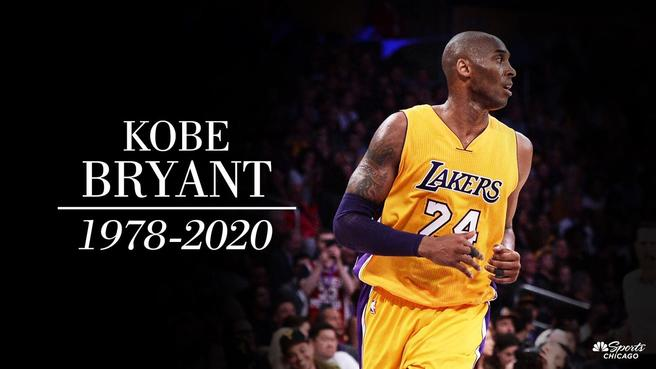 KOBE
BRYANT
1978-2020
LAKERS
24
Sports
CHICAGO